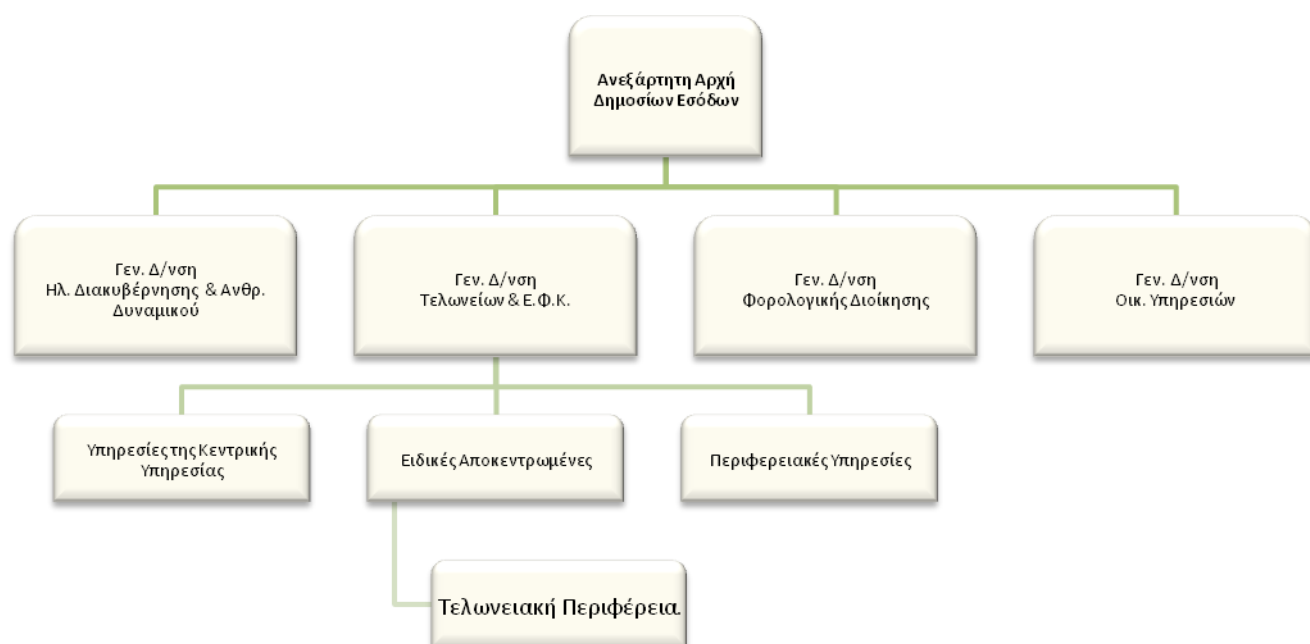 Ανεξάρτητη Αρχή
Δημοσίων Εσόδων
Γεν. Δ/νση
Ηλ. Διακυβέρνησης & Ανθρ.
Δυναμικού
Γεν. Δ/νση
Τελωνείων & Ε.Φ.Κ.
Γεν. Δ/νση
Φορολογικής Διοίκησης
Γεν. Δ/νση
Οικ. Υπηρεσιών
Υπηρεσίες της Κεντρικής
Υπηρεσίας
Ειδικές Αποκεντρωμένες
Περιφερειακές Υπηρεσίες
Τελωνειακή Περιφέρεια.